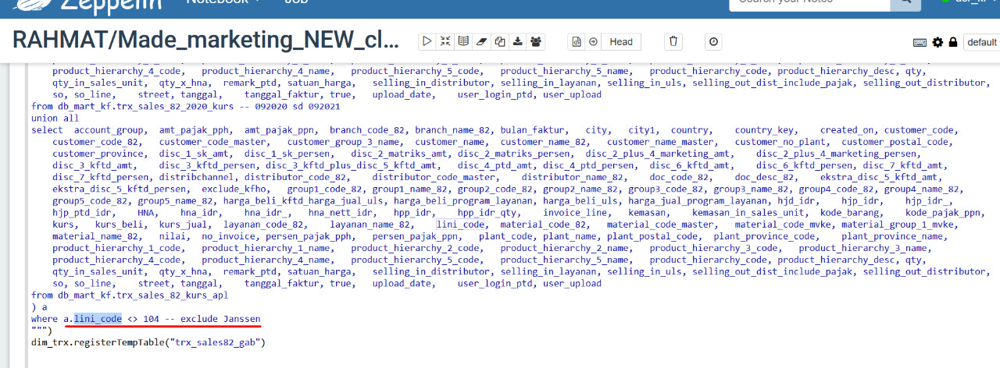 Zeppelin Notebook Job Search your Notes
RAHMAT/Made_marketing_NEW_cl... Head default
product_hierarchy_4_code, product_hierarchy_4_name, product_hierarchy_5_code, product_hierarchy_5_name, product_hierarchy_code, product_hierarchy_desc, qty,
qty_in_sales_unit, qty_x_hna, remark_ptd, satuan_harga, selling_in_distributor, selling_in_layanan, selling_in_uls, selling_out_dist_include_pajak, selling_out_distributor,
so, so_line, street, tanggal, tanggal_faktur, true, upload_date, user_login_ptd, user_upload
from db_mart_kf.trx_sales_82_2020_kurs -- 092020 sd 092021
union all
select account_group, amt_pajak_pph, amt_pajak_ppn, branch_code_82, branch_name_82, bulan_faktur, city, city1, country, country_key, created_on, customer_code,
customer_code_82, customer_code_master, customer_group_3_name, customer_name, customer_name_82, customer_name_master, customer_no_plant, customer_postal_code,
customer_province, disc_1_sk_amt, disc_1_sk_persen, disc_2_matriks_amt, disc_2_matriks_persen, disc_2_plus_4_marketing_amt, disc_2_plus_4_marketing_persen,
disc_3_kftd_amt, disc_3_kftd_persen, disc_3_kftd_plus_disc_5_kftd_amt, disc_4_ptd_amt, disc_4_ptd_persen, disc_6_kftd_amt, disc_6_kftd_persen, disc_7_kftd_amt,
disc_7_kftd_persen, distribchannel, distributor_code_82, distributor_code_master, distributor_name_82, doc_code_82, doc_desc_82, ekstra_disc_5_kftd_amt,
ekstra_disc_5_kftd_persen, exclude_kfho, group1_code_82, group1_name_82, group2_code_82, group2_name_82, group3_code_82, group3_name_82, group4_code_82, group4_name_82,
group5_code_82, group5_name_82, harga_beli_kftd_harga_jual_uls, harga_beli_program_layanan, harga_beli_uls, harga_jual_program_layanan, hjd_idr, hjp_idr, hjp_idr_,
hjp_ptd_idr, HNA, hna_idr, hna_idr_, hna_nett_idr, hpp_idr, hpp_idr_qty, invoice_line, kemasan, kemasan_in_sales_unit, kode_barang, kode_pajak_ppn,
kurs, kurs_beli, kurs_jual, layanan_code_82, layanan_name_82, lini_code, material_code_82, material_code_master, material_code_mvke, material_group_1_mvke,
material_name_82, nilai, no_invoice, persen_pajak_pph, persen_pajak_ppn, plant_code, plant_name, plant_postal_code, plant_province_code, plant_province_name,
product_hierarchy_1_code, product_hierarchy_1_name, product_hierarchy_2_code, product_hierarchy_2_name, product_hierarchy_3_code, product_hierarchy_3_name,
product_hierarchy_4_code, product_hierarchy_4_name, product_hierarchy_5_code, product_hierarchy_5_name, product_hierarchy_code, product_hierarchy_desc, qty,
qty_in_sales_unit, qty_x_hna, remark_ptd, satuan_harga, selling_in_distributor, selling_in_layanan, selling_in_uls, selling_out_dist_include_pajak, selling_out_distributor,
so, so_line, street, tanggal, tanggal_faktur, true, upload_date, user_login_ptd, user_upload
from db_mart_kf.trx_sales_82_kurs_apl
) a
where a.lini_code <> 104 -- exclude Janssen
""")
dim_trx.registerTempTable("trx_sales82_gab")